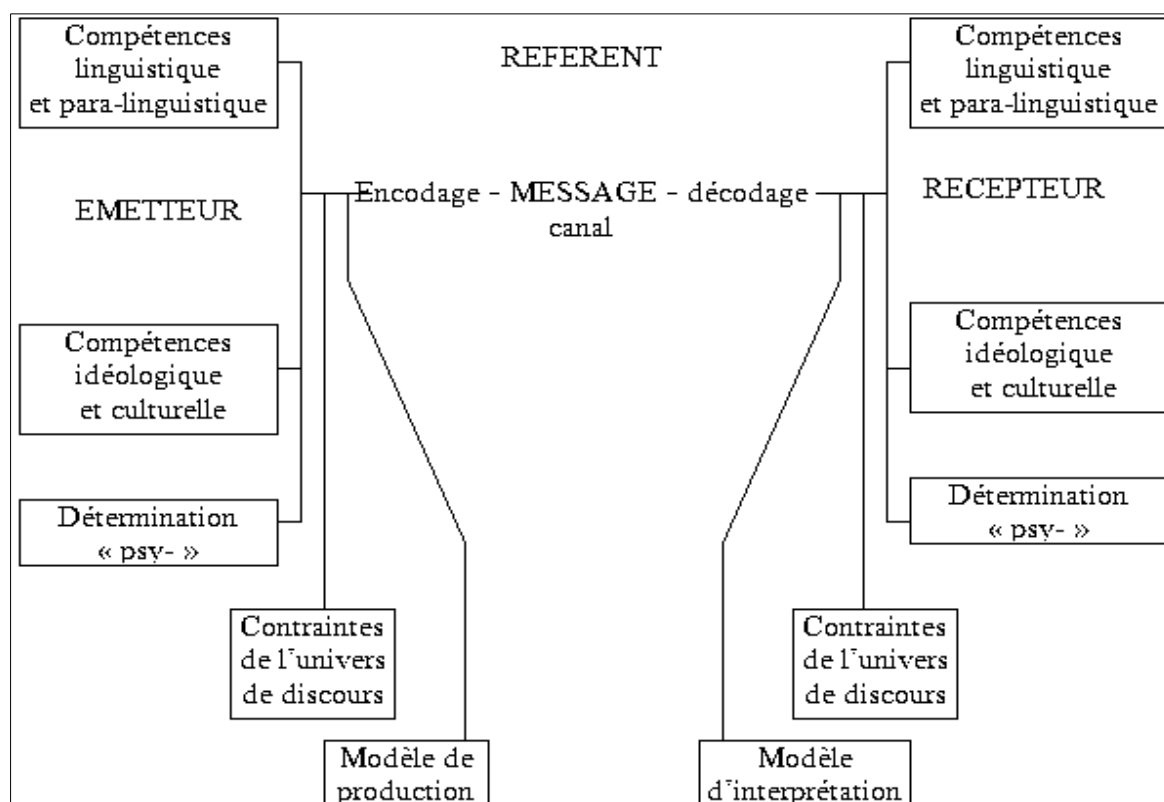 Compétences
linguistique
et para-linguistique
REFERENT
Compétences
linguistique
et para-linguistique
EMETTEUR
Encodage - MESSAGE - décodage
canal
RECEPTEUR
Compétences
idéologique
et culturelle
Compétences
idéologique
et culturelle
Détermination
« psy- »
Détermination
« psy- »
Contraintes
de l'univers
de discours
Contraintes
de l'univers
de discours
Modèle de
production
Modèle
d'interprétation